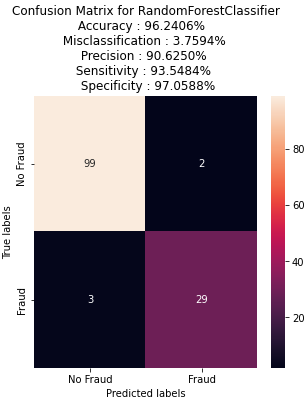 Confusion Matrix for RandomForestClassifier
Accuracy : 96.2406%
Misclassification : 3.7594%
Precision : 90.6250%
Sensitivity : 93.5484%
Specificity : 97.0588%
No Fraud
99
2
Fraud
3
29
True labels
No Fraud
Fraud
Predicted labels
80
60
40
20